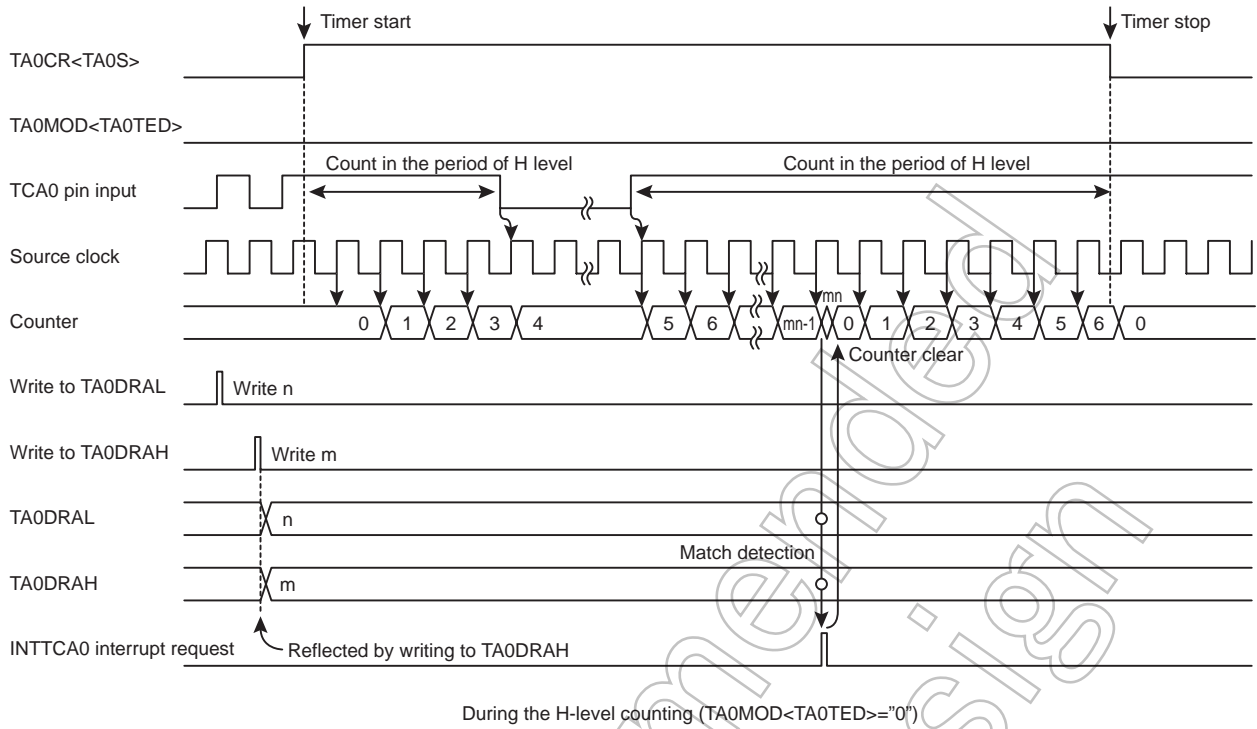 Timer start Timer stop
TA0CR<TA0S>
TA0MOD<TA0TED>
Count in the period of H level Count in the period of H level
TCA0 pin input
Source clock
mn
Counter 0 1 2 3 4 5 6 mn-1 0 1 2 3 4 5 6 0
Counter clear
Write to TA0DRAL Write n
Write to TA0DRAH Write m
TA0DRAL n
Match detection
TA0DRAH m
INTTCA0 interrupt request Reflected by writing to TA0DRAH
During the H-level counting (TA0MOD<TA0TED>=”0”)
mended
sign